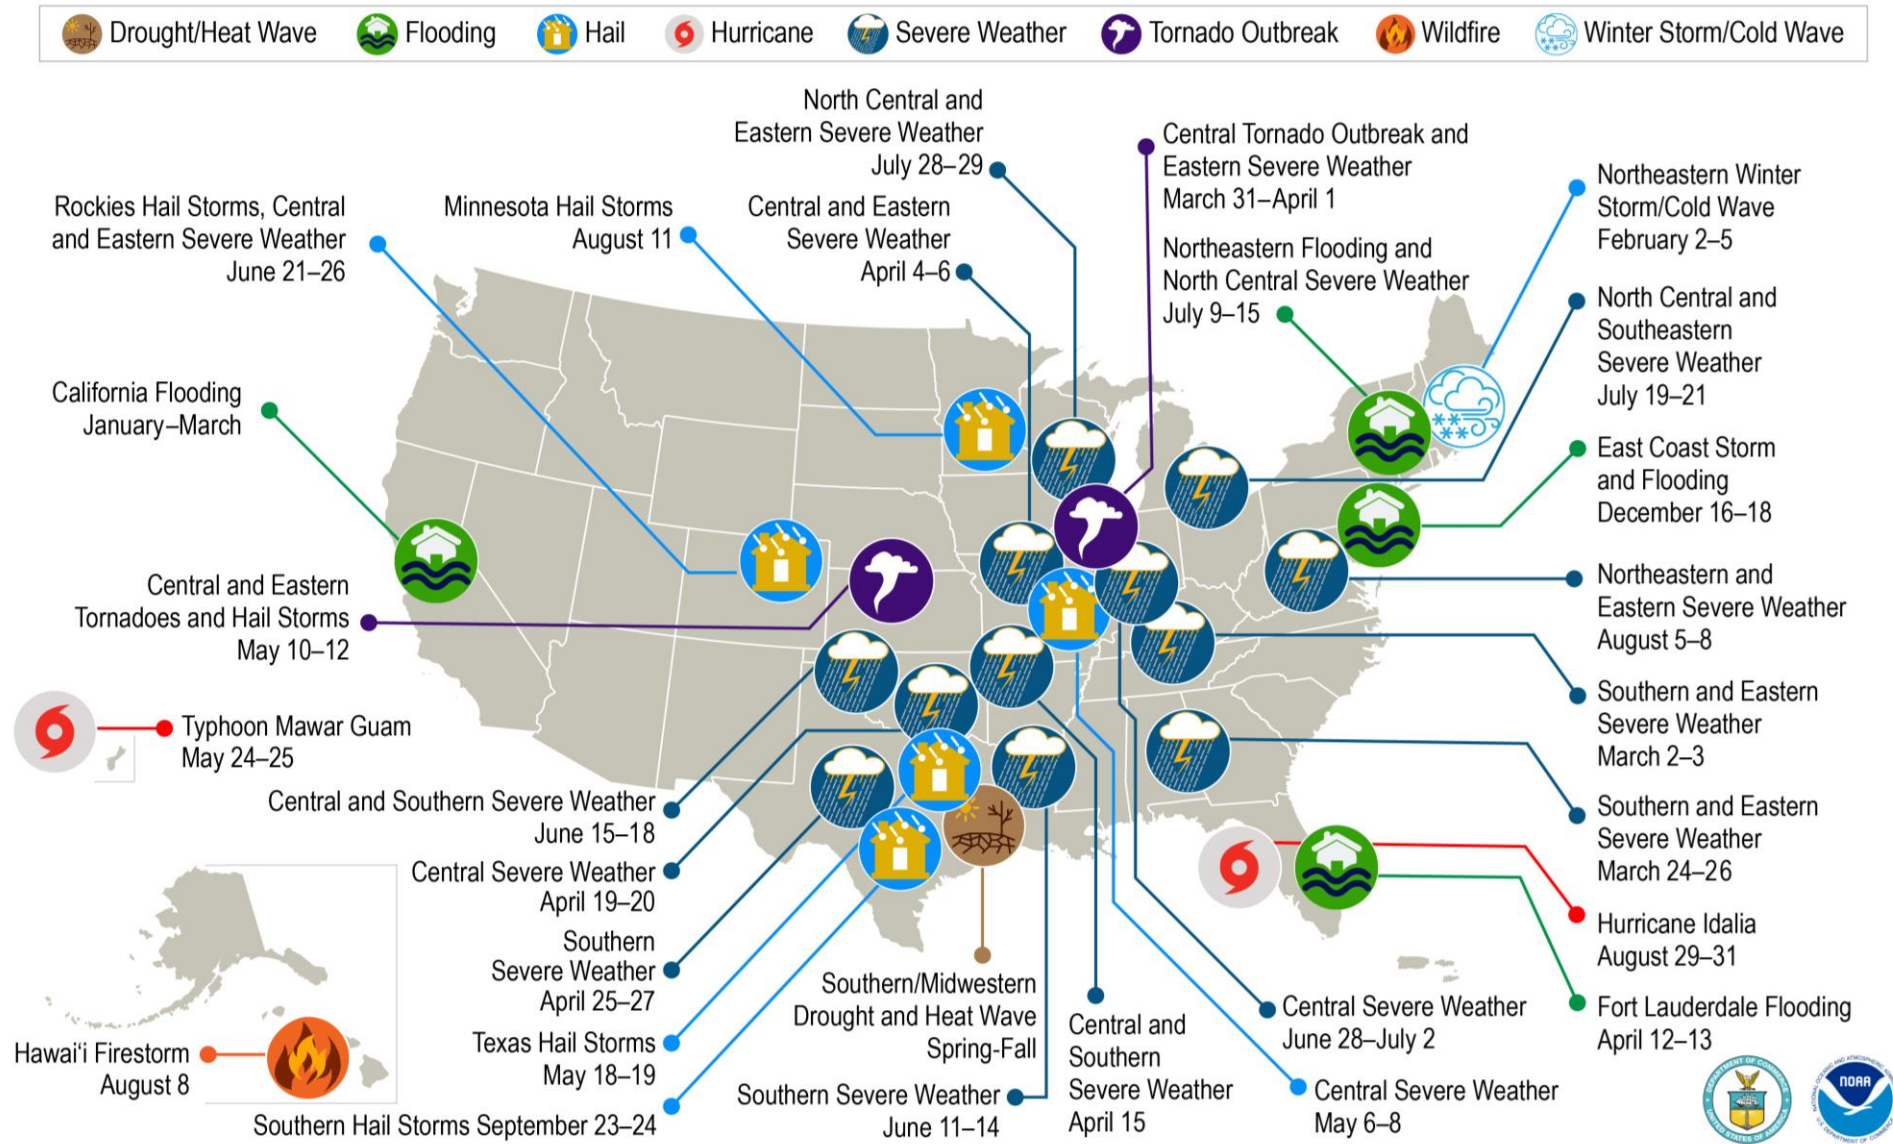 Drought/Heat Wave
Flooding
Hail
Hurricane
Severe Weather
Tornado Outbreak
Wildfire
Winter Storm/Cold Wave
North Central and
Eastern Severe Weather
July 28–29
Central Tornado Outbreak and
Eastern Severe Weather
March 31–April 1
Northeastern Winter
Storm/Cold Wave
February 2–5
Rockies Hail Storms, Central
and Eastern Severe Weather
June 21–26
Minnesota Hail Storms
August 11
Central and Eastern
Severe Weather
April 4–6
Northeastern Flooding and
North Central Severe Weather
July 9–15
North Central and
Southeastern
Severe Weather
July 19–21
California Flooding
January–March
East Coast Storm
and Flooding
December 16–18
Central and Eastern
Tornadoes and Hail Storms
May 10–12
Northeastern and
Eastern Severe Weather
August 5–8
Typhoon Mawar Guam
May 24–25
Southern and Eastern
Severe Weather
March 2–3
Central and Southern Severe Weather
June 15–18
Southern and Eastern
Severe Weather
March 24–26
Central Severe Weather
April 19–20
Southern
Severe Weather
April 25–27
Hurricane Idalia
August 29–31
Southern/Midwestern
Drought and Heat Wave
Spring-Fall
Central and
Southern
Severe Weather
April 15
Central Severe Weather
June 28–July 2
Fort Lauderdale Flooding
April 12–13
Hawai‘i Firestorm
August 8
Texas Hail Storms
May 18–19
Southern Hail Storms September 23–24
Southern Severe Weather
June 11–14
Central Severe Weather
May 6–8
DEPARTMENT OF COMMERCE
UNITED STATES OF AMERICA
NOAA